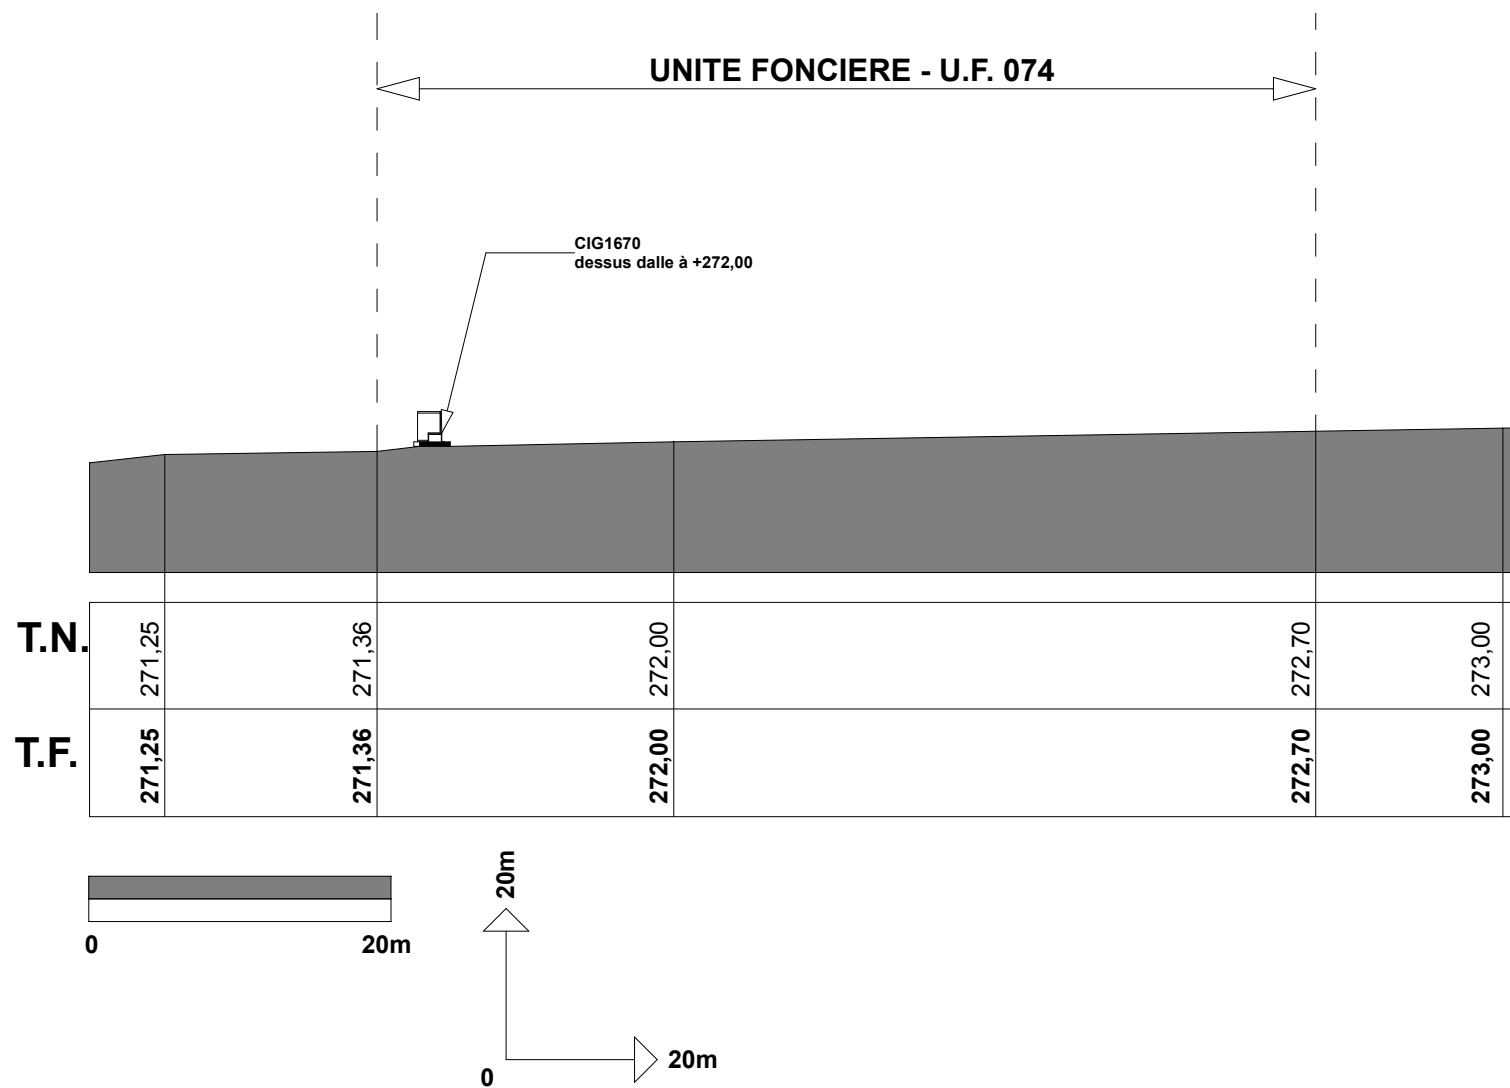 UNITE FONCIERE - U.F. 074
CIG1670
dessus dalle à +272,00
T.N. 271,25 271,36 272,00 272,70 273,00
T.F. 271,25 271,36 272,00 272,70 273,00
0 20m
20m
0 20m